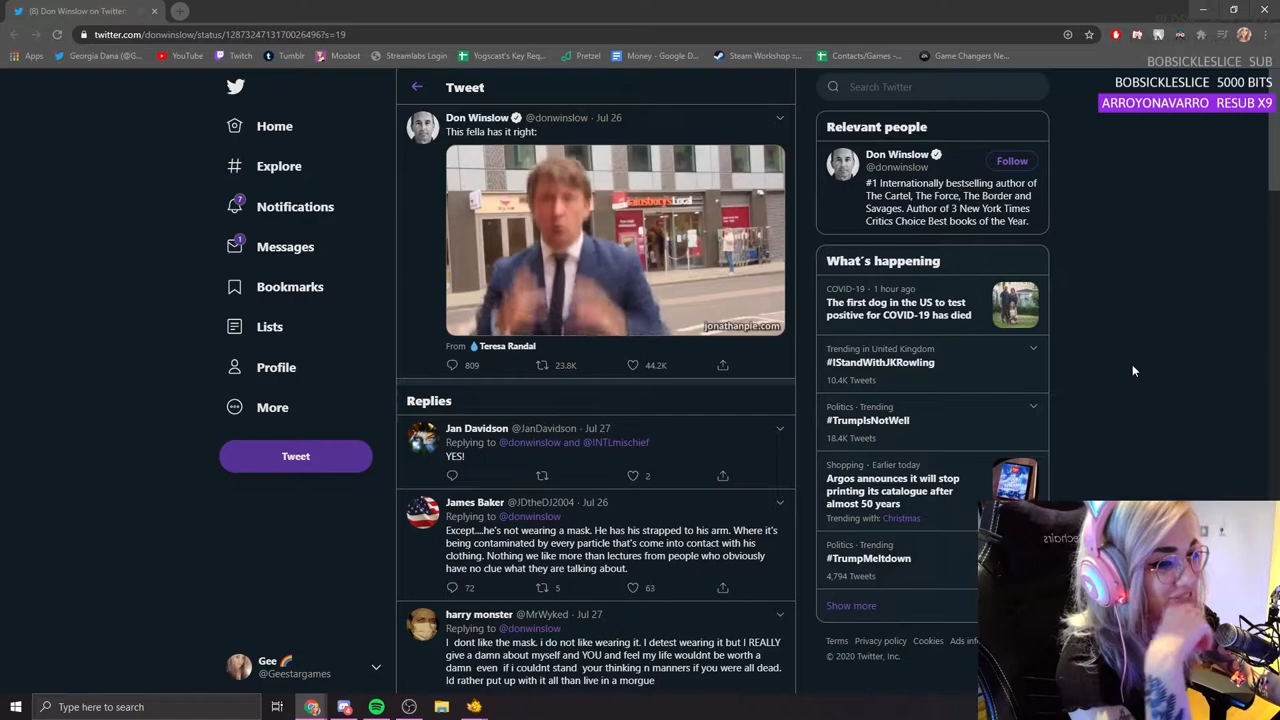 (8) Don Winslow on Twitter
twitter.com/donwinslow/status/1287324713170026496?s=19
Apps
Georgia Dana (@G...
YouTube
Twitch
Tumblr
Moobot
Streamlabs Login
Yogscast's Key Req...
Pretzel
Money - Google D...
Steam Workshop :...
Contacts/Games -...
Game Changers Ne...
BOBSICKLESLICE SUB
BOBSICKLESLICE 5000 BITS
ARROYONAVARRO RESUB X9
Home
Explore
7
Notifications
1
Messages
Bookmarks
Lists
Profile
More
Tweet
Gee
@Geestargames
Tweet
Don Winslow @donwinslow · Jul 26
This fella has it right:
Sainsbury's Local
jonathanpie.com
From 💧Teresa Randal
809 23.8K 44.2K
Replies
Jan Davidson @JanDavidson · Jul 27
Replying to @donwinslow and @INTLmischief
YES!
2
James Baker @JDtheDJ2004 · Jul 26
Replying to @donwinslow
Except....he's not wearing a mask. He has his strapped to his arm. Where it's
being contaminated by every particle that's come into contact with his
clothing. Nothing we like more than lectures from people who obviously
have no clue what they are talking about.
72 5 63
harry monster @MrWyked · Jul 27
Replying to @donwinslow
I dont like the mask. i do not like wearing it. I detest wearing it but I REALLY
give a damn about myself and YOU and feel my life wouldnt be worth a
damn even if i couldnt stand your thinking n manners if you were all dead.
Id rather put up with it all than live in a morgue
Search Twitter
Relevant people
Don Winslow
@donwinslow
Follow
#1 Internationally bestselling author of
The Cartel, The Force, The Border and
Savages. Author of 3 New York Times
Critics Choice Best books of the Year.
What's happening
COVID-19 · 1 hour ago
The first dog in the US to test
positive for COVID-19 has died
Trending in United Kingdom
#IStandWithJKRowling
10.4K Tweets
Politics · Trending
#TrumpIsNotWell
18.4K Tweets
Shopping · Earlier today
Argos announces it will stop
printing its catalogue after
almost 50 years
Trending with: Christmas
Politics · Trending
#TrumpMeltdown
4,794 Tweets
Show more
Terms Privacy policy Cookies Ads
© 2020 Twitter, Inc.
Type here to search